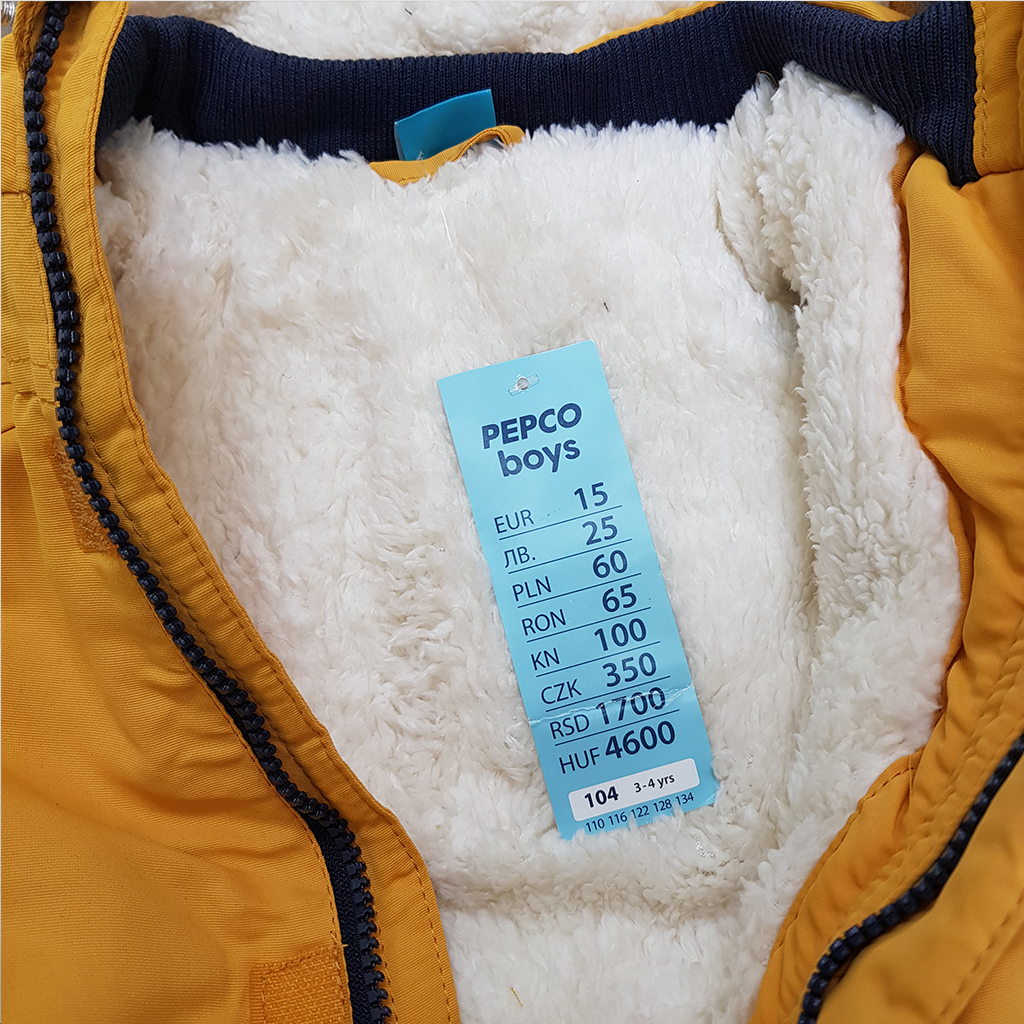 PEPCO
boys
EUR 15
ЛВ. 25
PLN 60
RON 65
KN 100
CZK 350
RSD 1700
HUF 4600
104 3-4 yrs
110 116 122 128 134